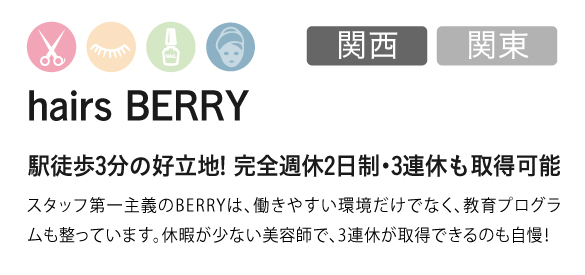 関西 関東
hairs BERRY
駅徒歩3分の好立地! 完全週休2日制・3連休も取得可能
スタッフ第一主義のBERRYは、働きやすい環境だけでなく、教育プログラ
ムも整っています。休暇が少ない美容師で、3連休が取得できるのも自慢!